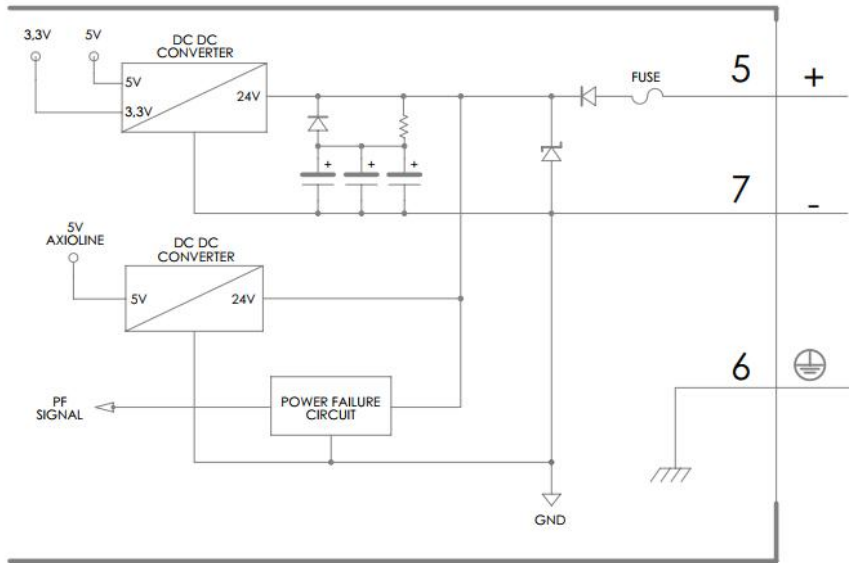 3,3V
5V
DC DC
CONVERTER
5V
3,3V
24V
+
+
+
FUSE
5
+
7
-
5V
AXIOLINE
DC DC
CONVERTER
5V
24V
6
PF
SIGNAL
POWER FAILURE
CIRCUIT
GND